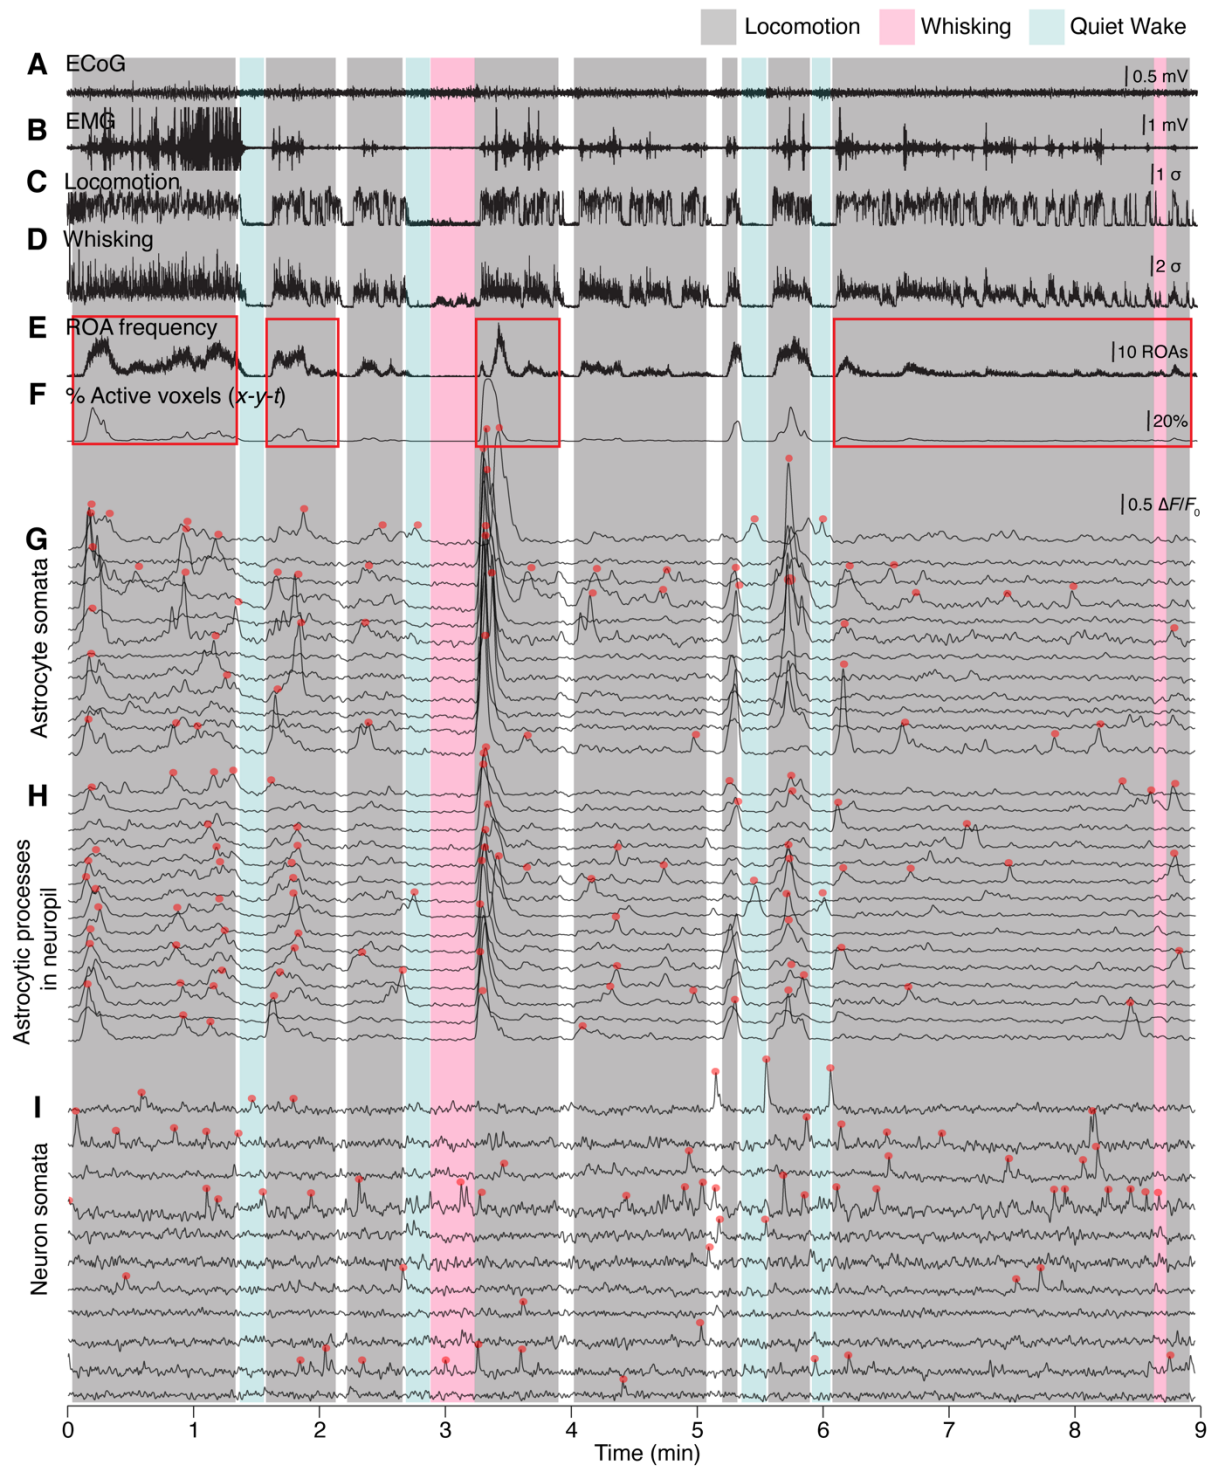 Locomotion Whisking Quiet Wake
A ECoG
0.5 mV
B EMG
1 mV
C Locomotion
1 σ
D Whisking
2 σ
E ROA frequency
10 ROAs
F % Active voxels (x-y-t)
20%
0.5 ΔF/F0
G Astrocyte somata
H Astrocytic processes
in neuropil
I Neuron somata
0 1 2 3 4 5 6 7 8 9
Time (min)